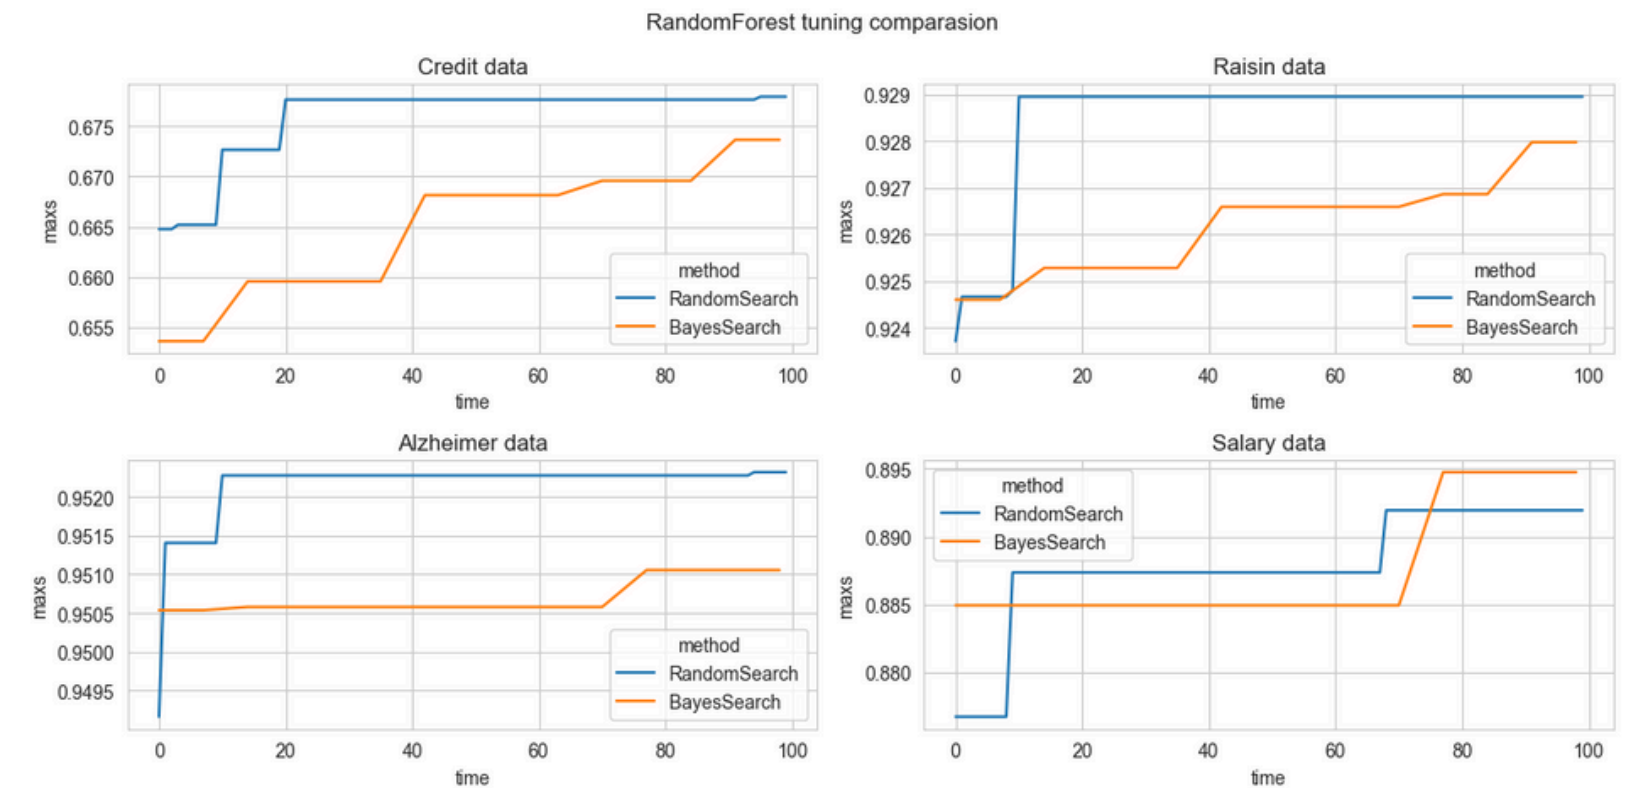 RandomForest tuning comparasion
Credit data
0.675
0.670
0.665
0.660
0.655
maxs
0 20 40 60 80 100
time
method
RandomSearch
BayesSearch
Raisin data
0.929
0.928
0.927
0.926
0.925
0.924
maxs
0 20 40 60 80 100
time
method
RandomSearch
BayesSearch
Alzheimer data
0.9520
0.9515
0.9510
0.9505
0.9500
0.9495
maxs
0 20 40 60 80 100
time
method
RandomSearch
BayesSearch
Salary data
0.895
0.890
0.885
0.880
maxs
0 20 40 60 80 100
time
method
RandomSearch
BayesSearch